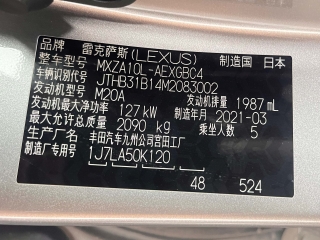 品牌 雷克萨斯(LEXUS) 制造国 日本
整车型号 MXZA10L-AEXGBC4
车辆识别代号 JTHB31B14M2083002
发动机型号 M20A 发动机排量 1987 mL
最大净功率 127 kW 制造年月 2021-03
最大允许总质量 2090 kg 乘坐人数 5
生产厂名 丰田汽车九州公司宫田工厂
制造厂专用号 1J7LA50K120
48 524